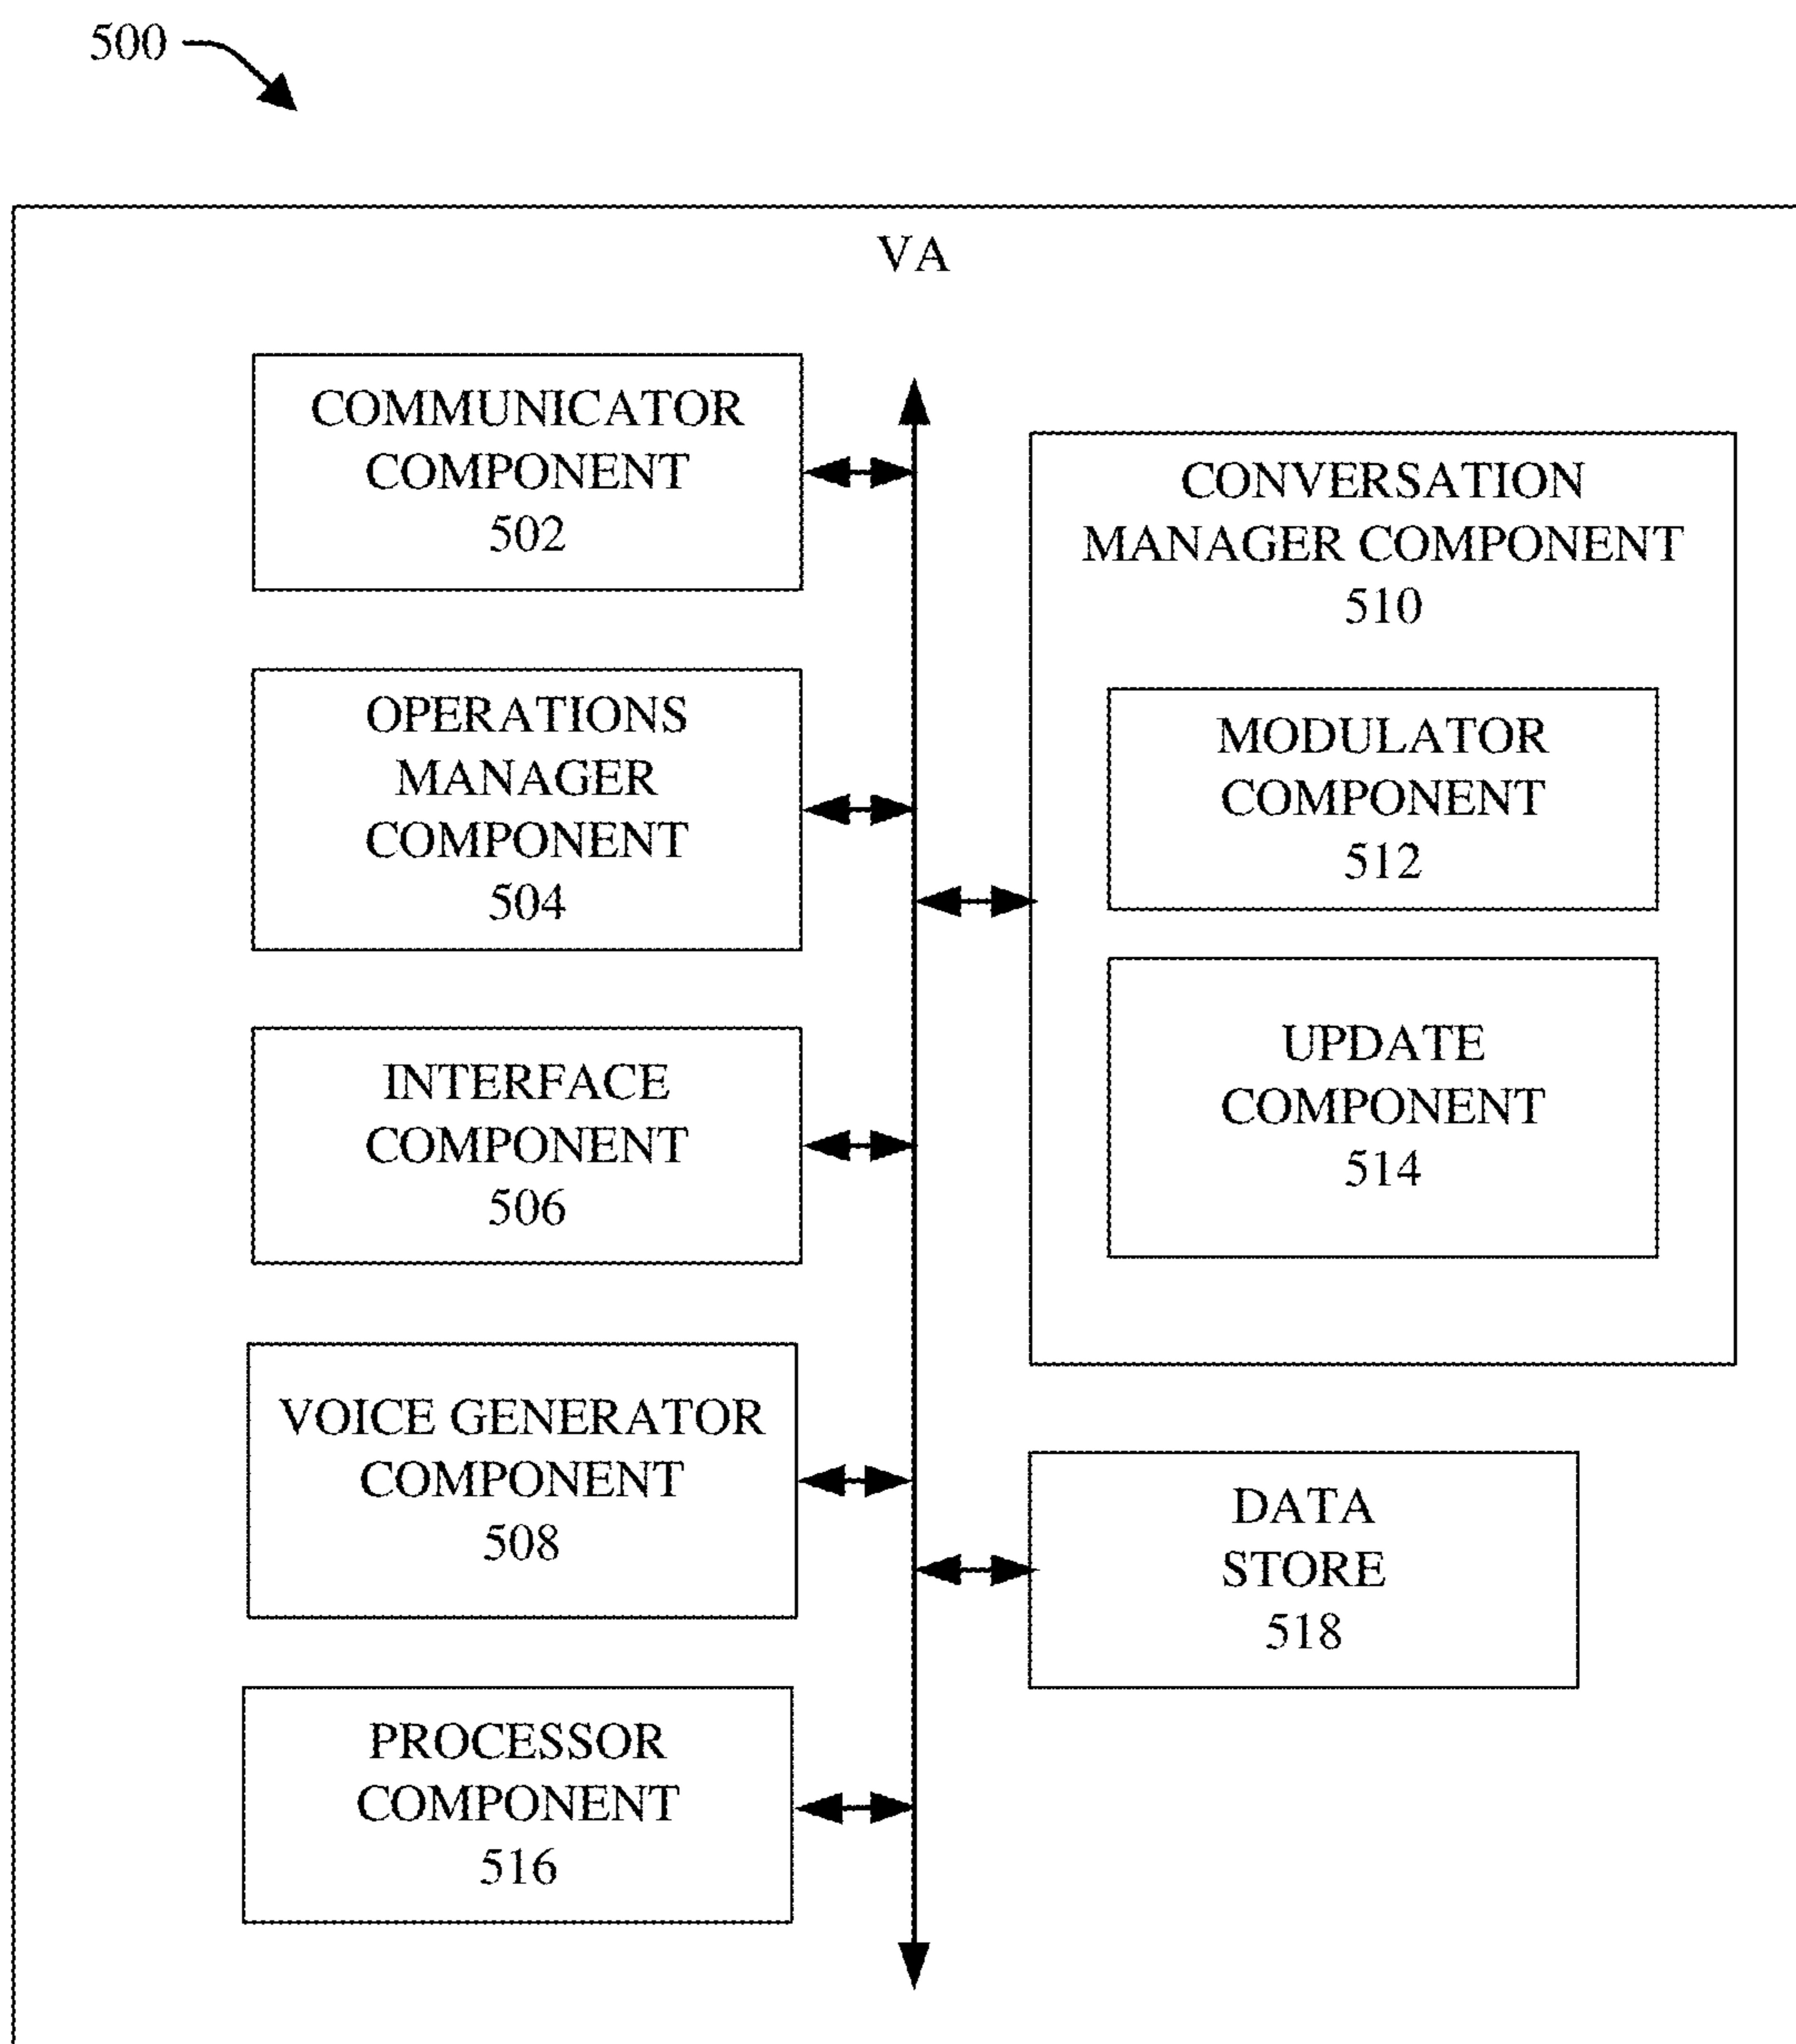 500
VA
COMMUNICATOR
COMPONENT
502
OPERATIONS
MANAGER
COMPONENT
504
INTERFACE
COMPONENT
506
VOICE GENERATOR
COMPONENT
508
PROCESSOR
COMPONENT
516
CONVERSATION
MANAGER COMPONENT
510
MODULATOR
COMPONENT
512
UPDATE
COMPONENT
514
DATA
STORE
518